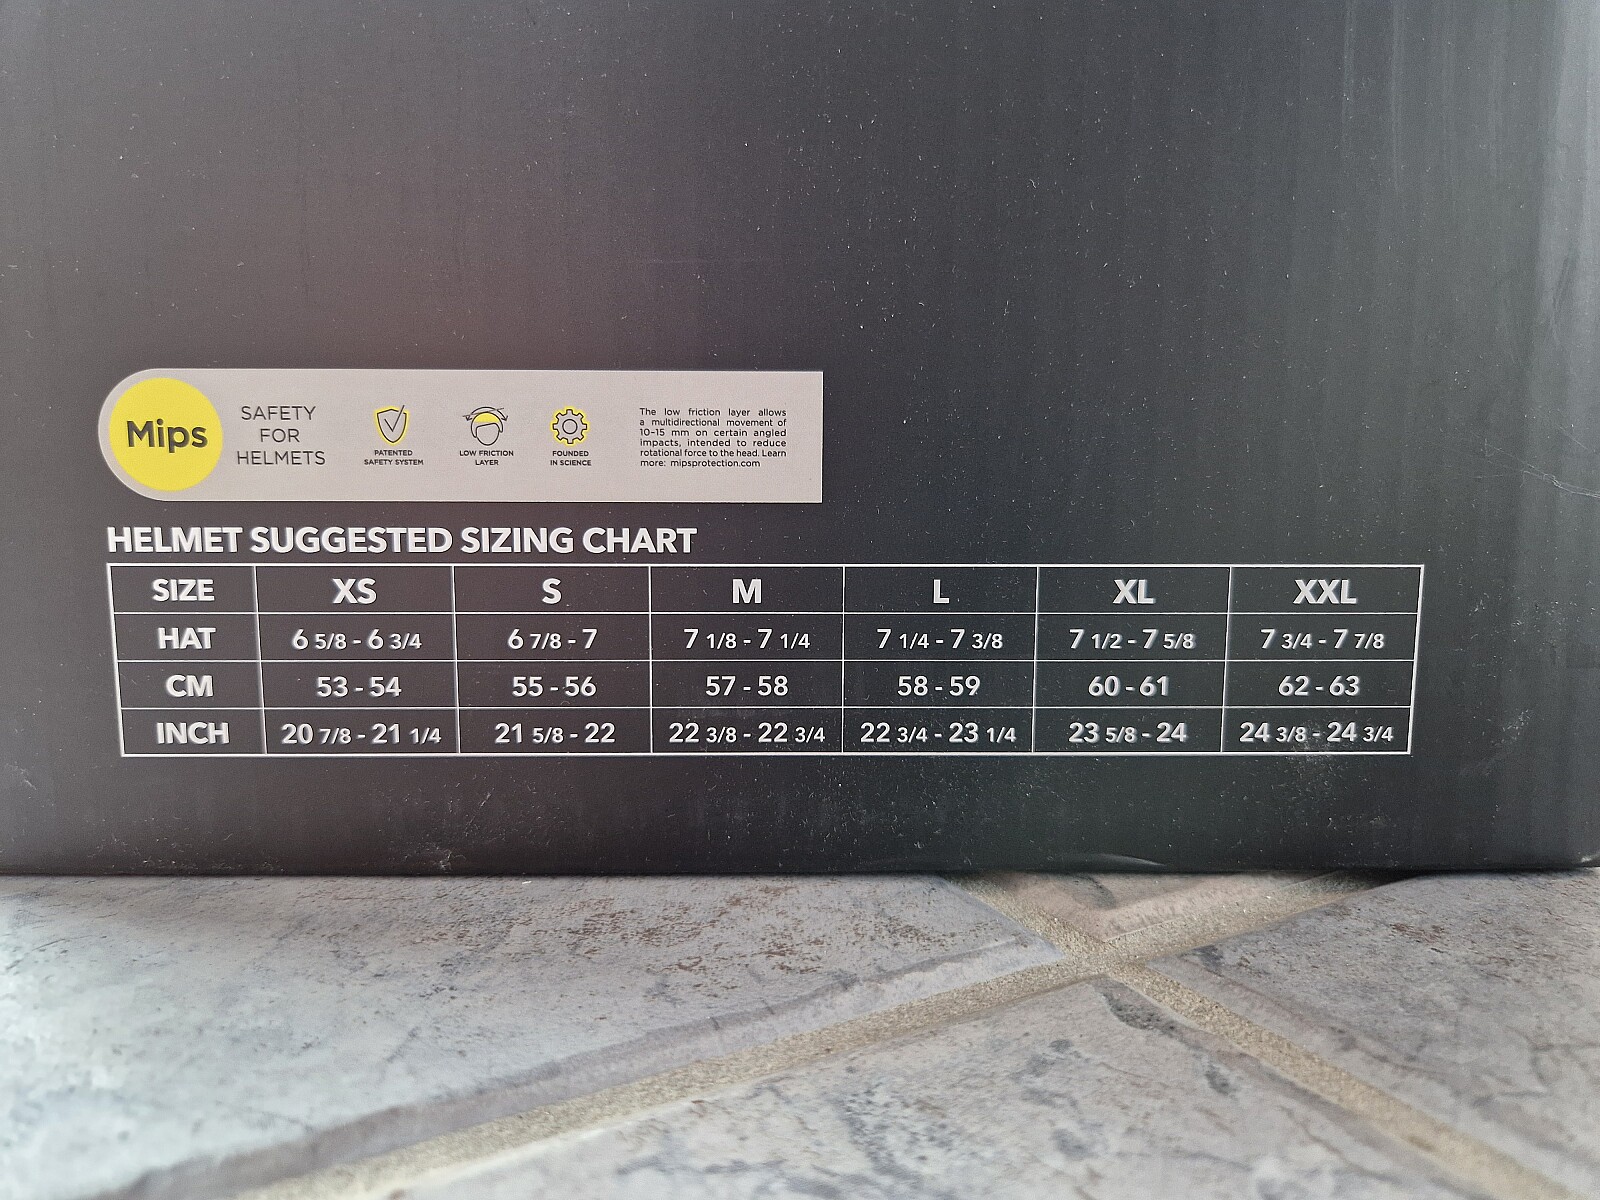 Mips
SAFETY
FOR
HELMETS
PATENTED
SAFETY SYSTEM
LOW FRICTION
LAYER
FOUNDED
IN SCIENCE
The low friction layer allows
a multidirectional movement of
10-15 mm on certain angled
impacts, intended to reduce
rotational force to the head. Learn
more: mipsprotection.com
HELMET SUGGESTED SIZING CHART
SIZE XS S M L XL XXL
HAT 6 5/8 - 6 3/4 6 7/8 - 7 7 1/8 - 7 1/4 7 1/4 - 7 3/8 7 1/2 - 7 5/8 7 3/4 - 7 7/8
CM 53 - 54 55 - 56 57 - 58 58 - 59 60 - 61 62 - 63
INCH 20 7/8 - 21 1/4 21 5/8 - 22 22 3/8 - 22 3/4 22 3/4 - 23 1/4 23 5/8 - 24 24 3/8 - 24 3/4